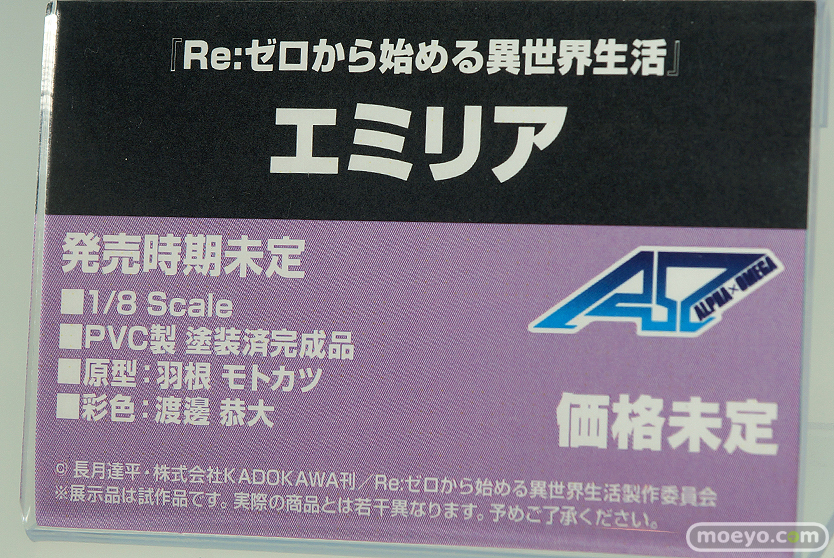 『Re:ゼロから始める異世界生活』
エミリア
発売時期未定
■1/8 Scale
■PVC製 塗装済完成品
■原型：羽根 モトカツ
■彩色：渡邊 恭大
ALPHA×OMEGA
価格未定
© 長月達平・株式会社KADOKAWA刊／Re:ゼロから始める異世界生活製作委員会
※展示品は試作品です。実際の商品とは若干異なります。予めご了承ください。
moeyo.com